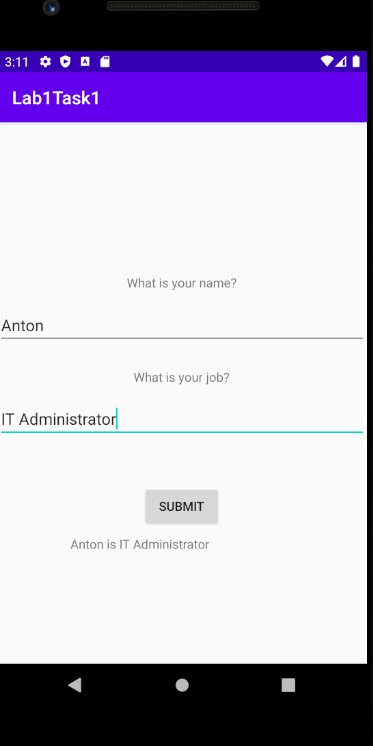 3:11
Lab1Task1
What is your name?
Anton
What is your job?
IT Administrator
SUBMIT
Anton is IT Administrator